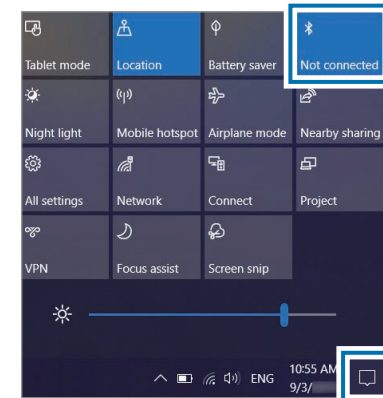 Tablet mode Location Battery saver Not connected
Night light Mobile hotspot Airplane mode Nearby sharing
All settings Network Connect Project
VPN Focus assist Screen snip
ENG 10:55 AM
9/3/